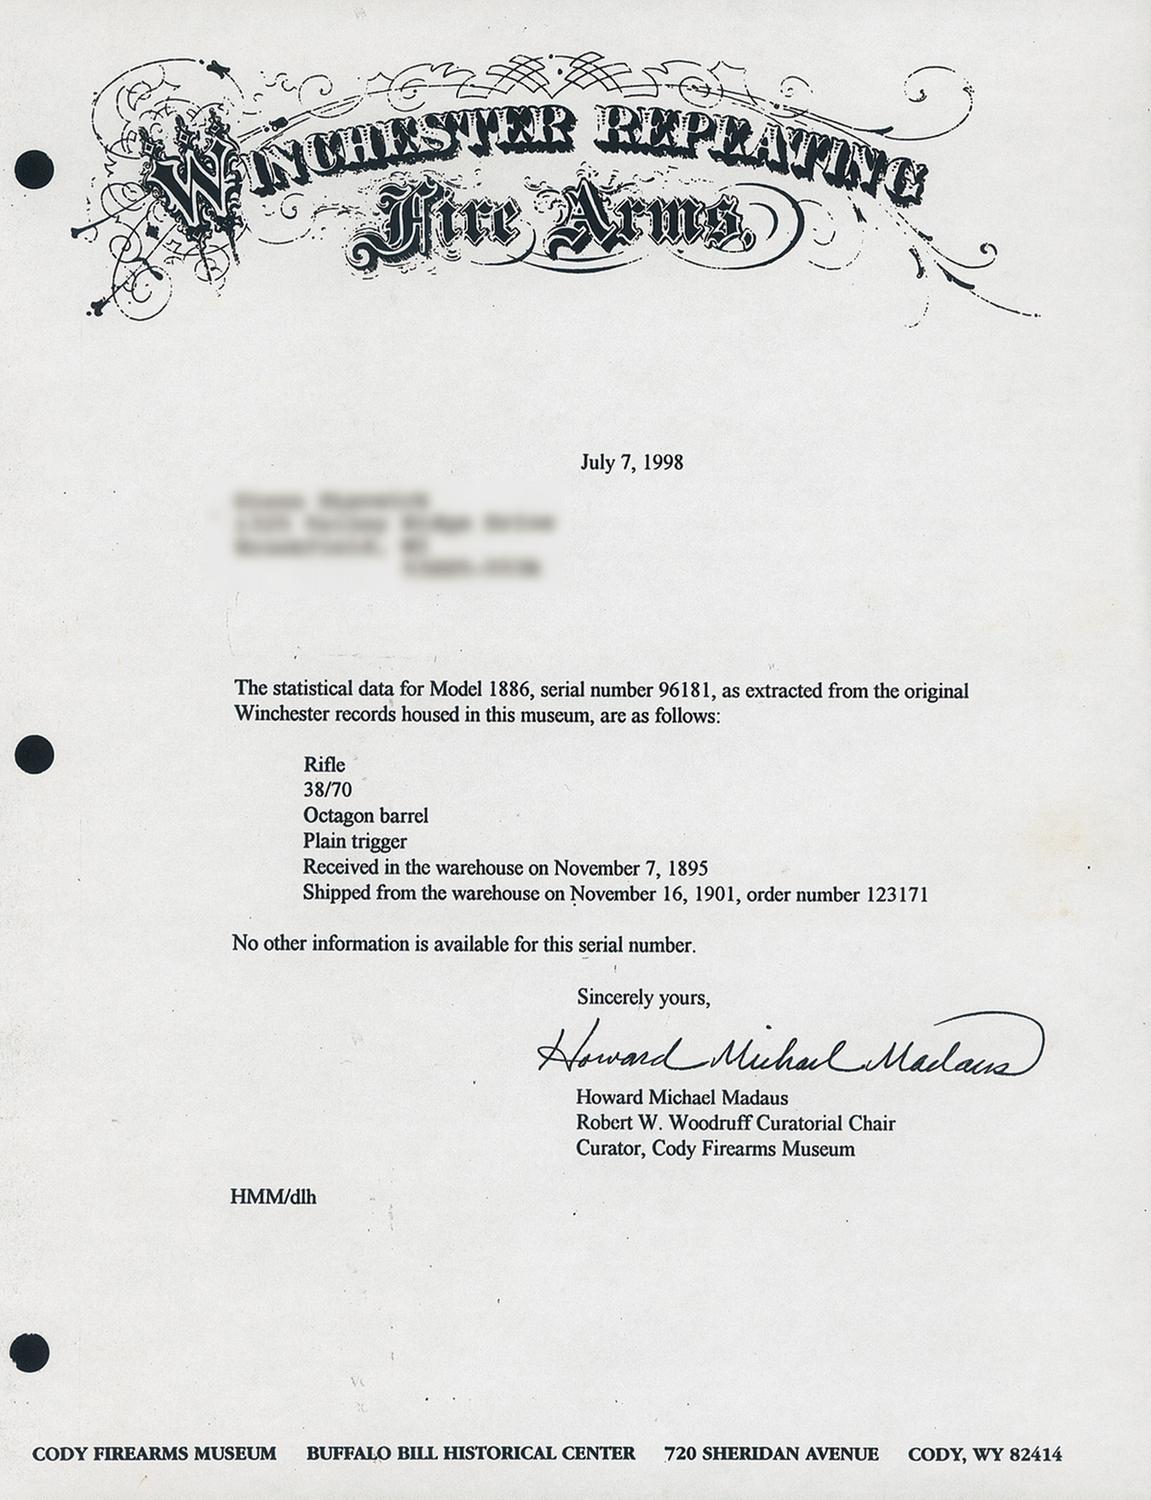 WINCHESTER REPEATING
Fire Arms,
July 7, 1998
The statistical data for Model 1886, serial number 96181, as extracted from the original
Winchester records housed in this museum, are as follows:
Rifle
38/70
Octagon barrel
Plain trigger
Received in the warehouse on November 7, 1895
Shipped from the warehouse on November 16, 1901, order number 123171
No other information is available for this serial number.
Sincerely yours,
Howard Michael Madaus
Howard Michael Madaus
Robert W. Woodruff Curatorial Chair
Curator, Cody Firearms Museum
HMM/dlh
CODY FIREARMS MUSEUM BUFFALO BILL HISTORICAL CENTER 720 SHERIDAN AVENUE CODY, WY 82414